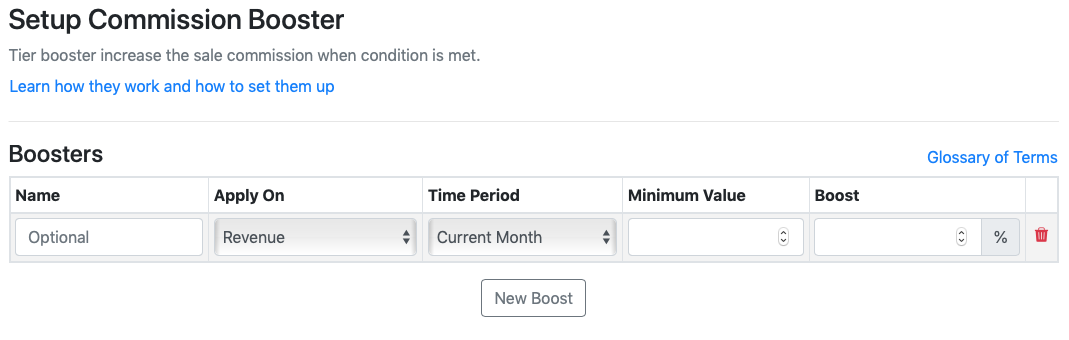 Setup Commission Booster
Tier booster increase the sale commission when condition is met.
Learn how they work and how to set them up
Boosters
Glossary of Terms
Name Apply On Time Period Minimum Value Boost
Optional Revenue Current Month %
New Boost